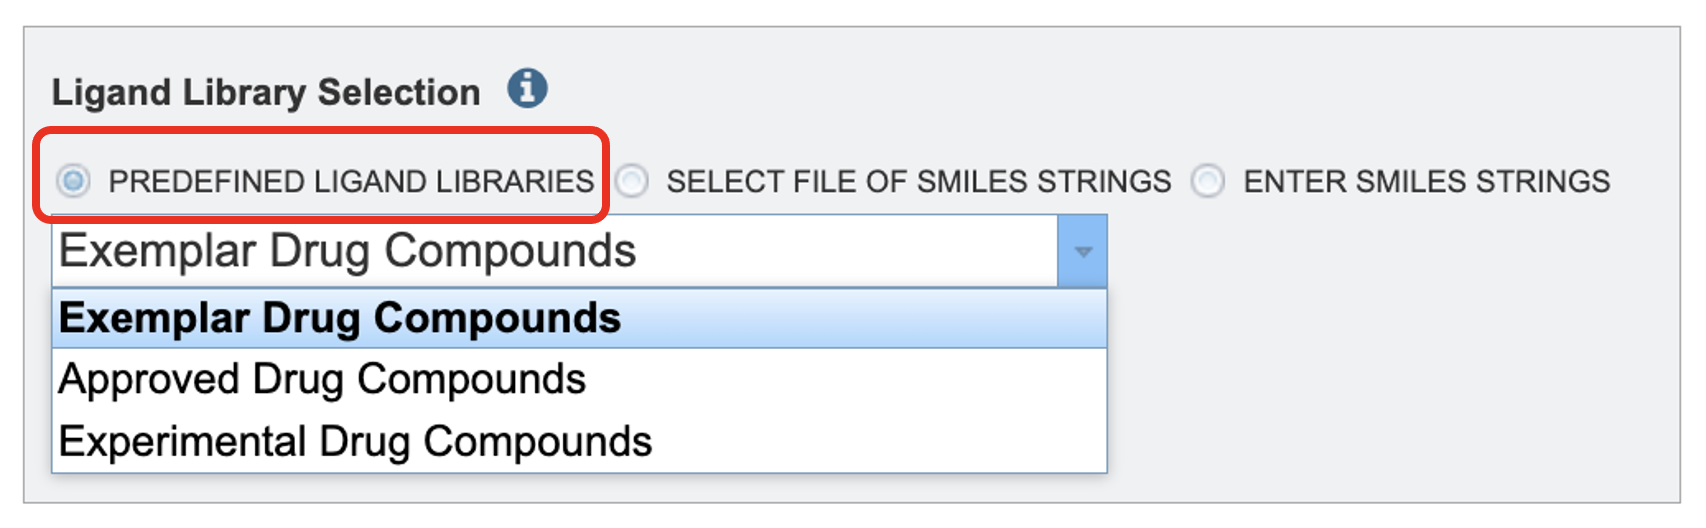 Ligand Library Selection
PREDEFINED LIGAND LIBRARIES SELECT FILE OF SMILES STRINGS ENTER SMILES STRINGS
Exemplar Drug Compounds
Exemplar Drug Compounds
Approved Drug Compounds
Experimental Drug Compounds